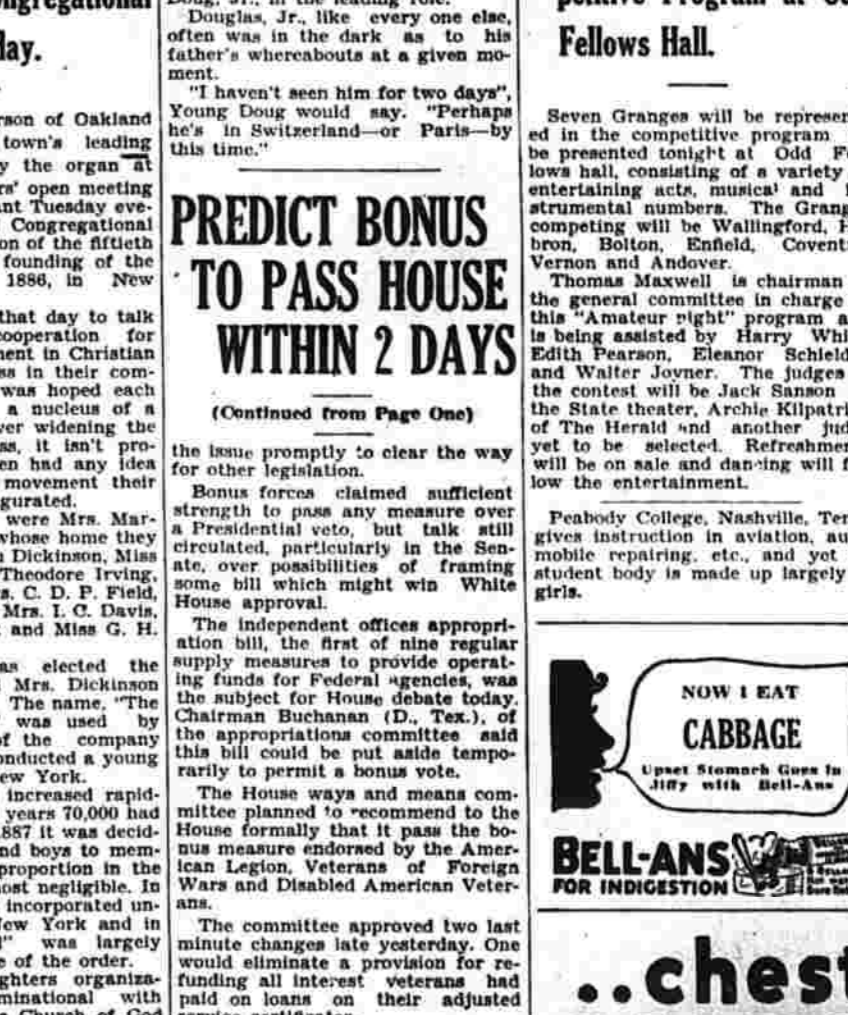 ngregational
lay.
rson of Oakland
town's leading
y the organ at
rs' open meeting
ant Tuesday eve-
Congregational
on of the fiftieth
founding of the
1886, in New
that day to talk
cooperation for
ment in Christian
ss in their com-
was hoped each
a nucleus of a
ver widening the
ss, it isn't pro-
en had any idea
movement their
gurated.
were Mrs. Mar-
whose home they
Dickinson, Miss
Theodore Irving,
s. C. D. P. Field,
Mrs. I. C. Davis,
and Miss G. H.
as elected the
Mrs. Dickinson
The name, "The
was used by
of the company
onducted a young
ew York.
increased rapid-
years 70,000 had
887 it was decid-
nd boys to mem-
proportion in the
ost negligible. In
incorporated un-
New York and in
" was largely
e of the order.
ghters organiza-
minational with
Church of God
Doug, Jr., in the leading role.
Douglas, Jr., like every one else,
often was in the dark as to his
father's whereabouts at a given mo-
ment.
"I haven't seen him for two days",
Young Doug would say. "Perhaps
he's in Switzerland—or Paris—by
this time."
PREDICT BONUS
TO PASS HOUSE
WITHIN 2 DAYS
(Continued from Page One)
the issue promptly to clear the way
for other legislation.
Bonus forces claimed sufficient
strength to pass any measure over
a Presidential veto, but talk still
circulated, particularly in the Sen-
ate, over possibilities of framing
some bill which might win White
House approval.
The independent offices appropri-
ation bill, the first of nine regular
supply measures to provide operat-
ing funds for Federal agencies, was
the subject for House debate today.
Chairman Buchanan (D., Tex.), of
the appropriations committee said
this bill could be put aside tempo-
rarily to permit a bonus vote.
The House ways and means com-
mittee planned to recommend to the
House formally that it pass the bo-
nus measure endorsed by the Amer-
ican Legion, Veterans of Foreign
Wars and Disabled American Veter-
ans.
The committee approved two last
minute changes late yesterday. One
would eliminate a provision for re-
funding all interest veterans had
paid on loans on their adjusted
service certificates
petitive Program at
Fellows Hall.
Seven Granges will be represen
ed in the competitive program
be presented tonight at Odd F
lows hall, consisting of a variety
entertaining acts, musical and
strumental numbers. The Grang
competing will be Wallingford, H
bron, Bolton, Enfield, Covent
Vernon and Andover.
Thomas Maxwell is chairman
the general committee in charge
this "Amateur night" program a
is being assisted by Harry Whi
Edith Pearson, Eleanor Schield
and Walter Joyner. The judges
the contest will be Jack Sanson
the State theater, Archie Kilpatri
of The Herald and another jud
yet to be selected. Refreshmen
will be on sale and dancing will f
low the entertainment.
Peabody College, Nashville, Ten
gives instruction in aviation, au
mobile repairing, etc., and yet
student body is made up largely
girls.
NOW I EAT
CABBAGE
Upset Stomach Goes in
Jiffy with Bell-Ans
BELL-ANS
FOR INDIGESTION
..chest